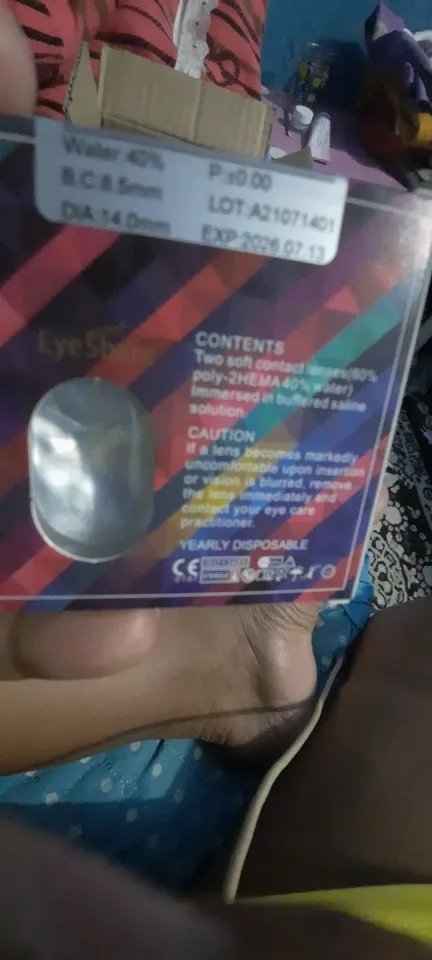 Water:40%
P:±0.00
B.C:8.5mm
LOT:A21071401
DIA:14.0mm
EXP:2026.07.13
CONTENTS
Two soft contact lenses(60%
poly-2HEMA 40% water)
Immersed in buffered saline
solution.
CAUTION
If a lens becomes markedly
uncomfortable upon insertion
or vision is blurred, remove
the lens immediately and
contact your eye care
practitioner.
YEARLY DISPOSABLE
CE